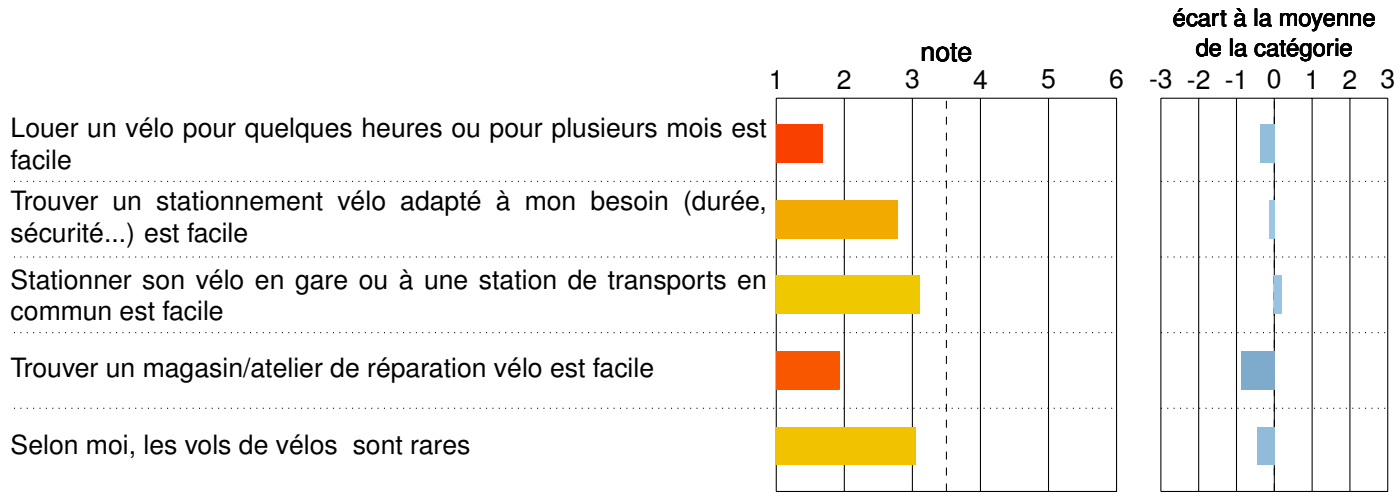 écart à la moyenne
de la catégorie
note
1 2 3 4 5 6
-3 -2 -1 0 1 2 3
Louer un vélo pour quelques heures ou pour plusieurs mois est
facile
Trouver un stationnement vélo adapté à mon besoin (durée,
sécurité...) est facile
Stationner son vélo en gare ou à une station de transports en
commun est facile
Trouver un magasin/atelier de réparation vélo est facile
Selon moi, les vols de vélos sont rares